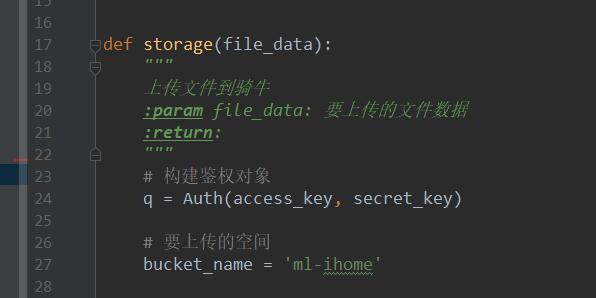 15
16
17 def storage(file_data):
18 """
19 上传文件到骑牛
20 :param file_data: 要上传的文件数据
21 :return:
22 """
23 # 构建鉴权对象
24 q = Auth(access_key, secret_key)
25
26 # 要上传的空间
27 bucket_name = 'ml-ihome'
28